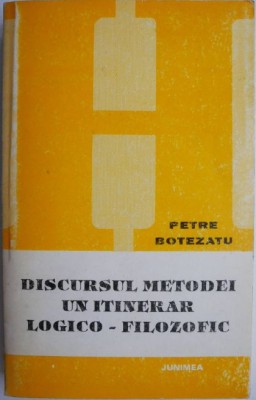 PETRE
BOTEZATU
DISCURSUL METODEI
UN ITINERAR
LOGICO - FILOZOFIC
JUNIMEA